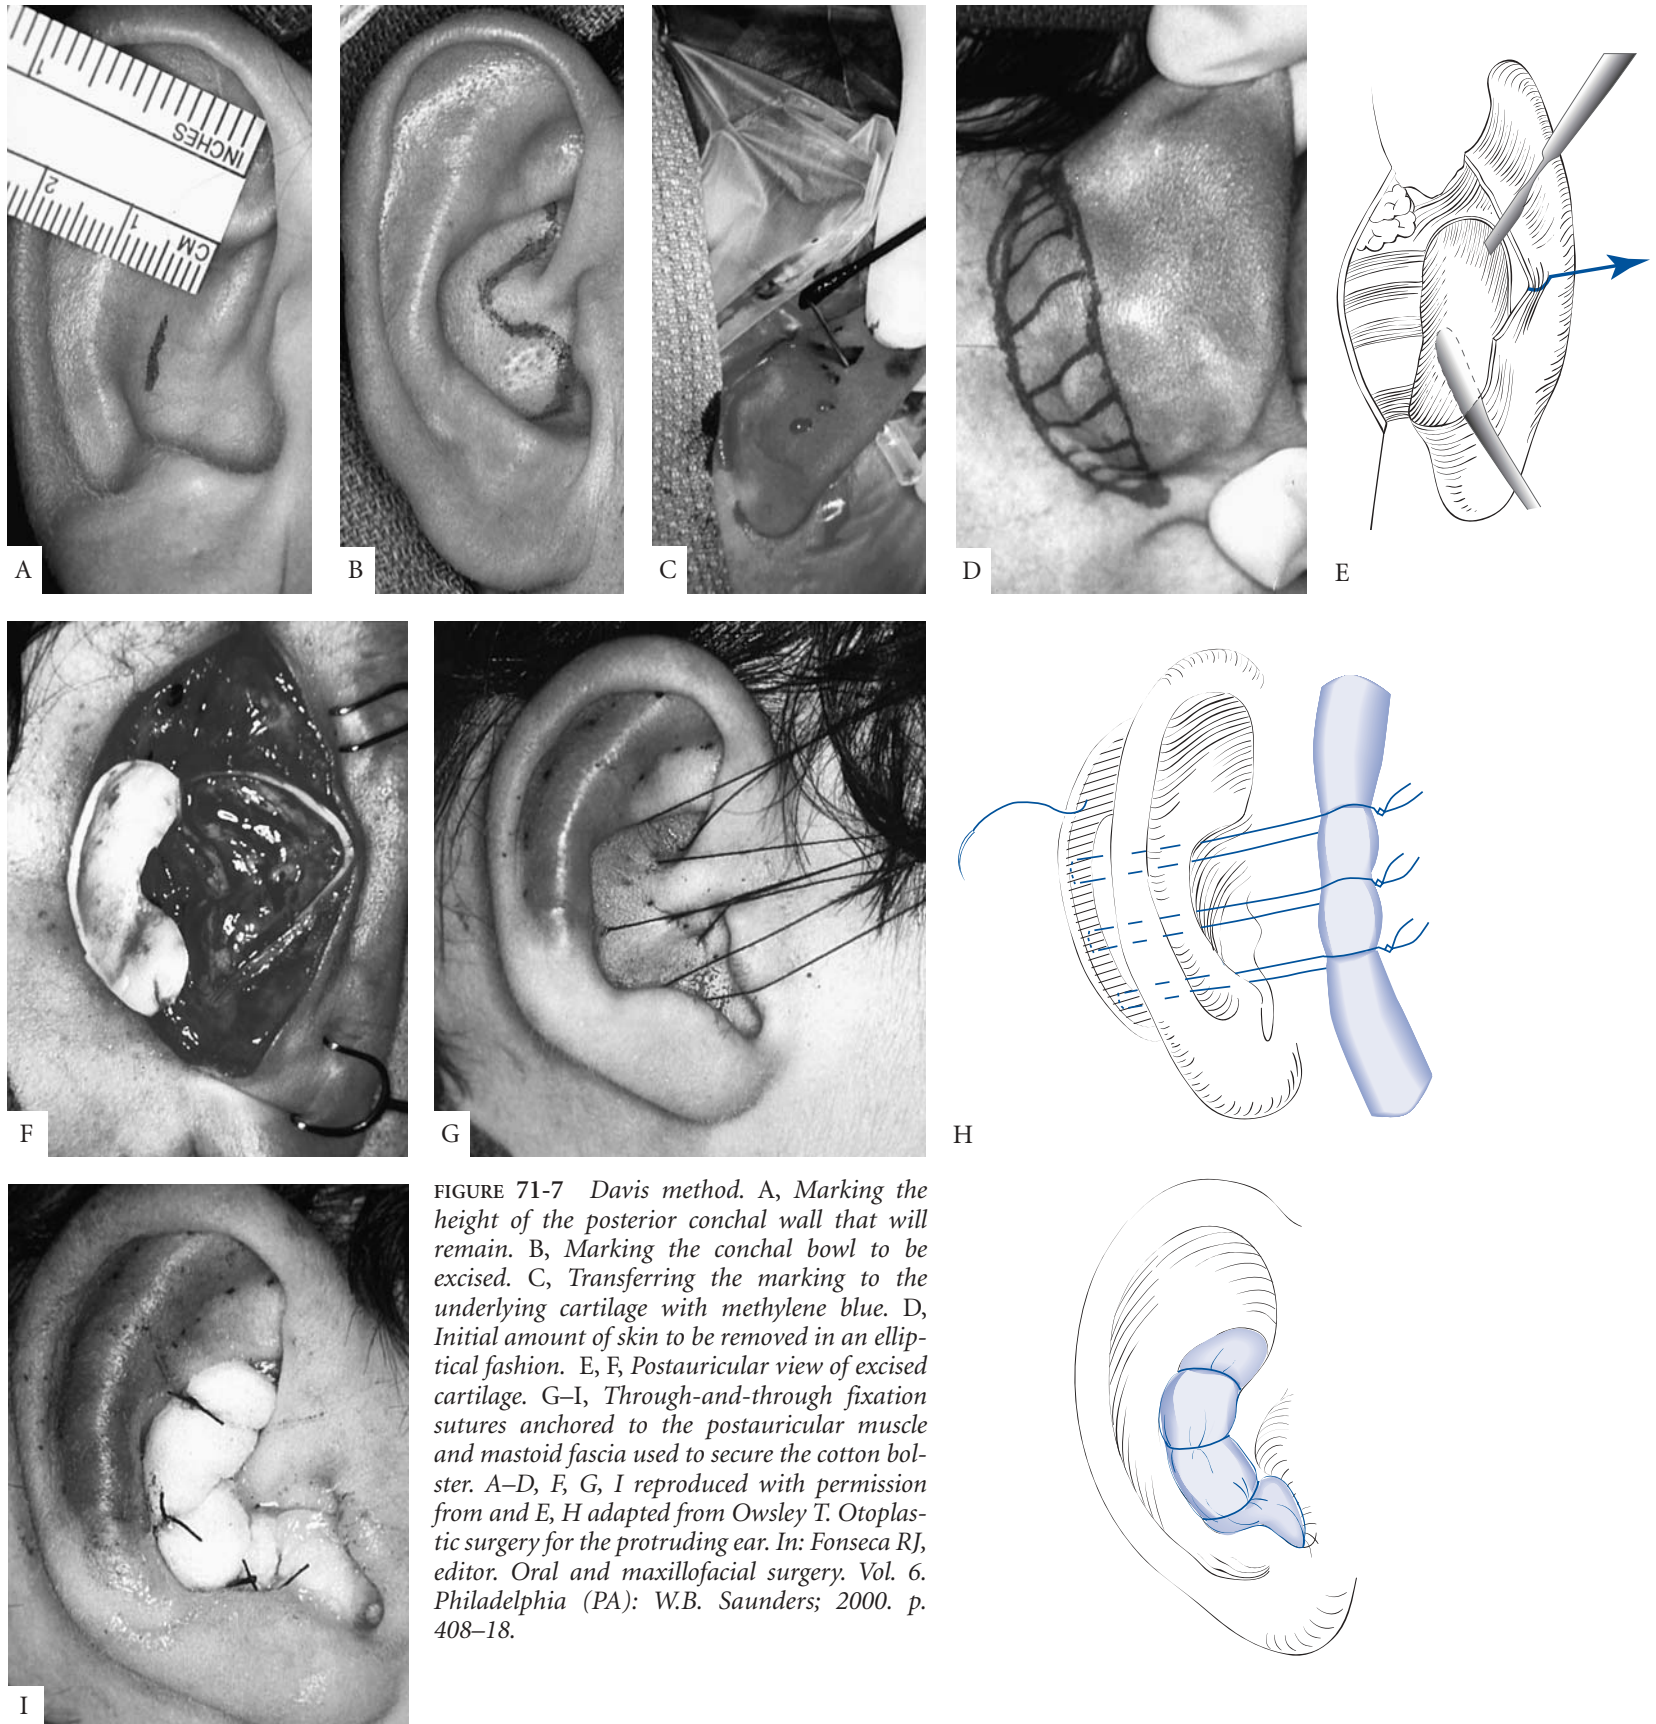 1
INCHES
2
1
CM
A
B
C
D
E
F
G
H
FIGURE 71-7 Davis method. A, Marking the
height of the posterior conchal wall that will
remain. B, Marking the conchal bowl to be
excised. C, Transferring the marking to the
underlying cartilage with methylene blue. D,
Initial amount of skin to be removed in an ellip-
tical fashion. E, F, Postauricular view of excised
cartilage. G–I, Through-and-through fixation
sutures anchored to the postauricular muscle
and mastoid fascia used to secure the cotton bol-
ster. A–D, F, G, I reproduced with permission
from and E, H adapted from Owsley T. Otoplas-
tic surgery for the protruding ear. In: Fonseca RJ,
editor. Oral and maxillofacial surgery. Vol. 6.
Philadelphia (PA): W.B. Saunders; 2000. p.
408–18.
I